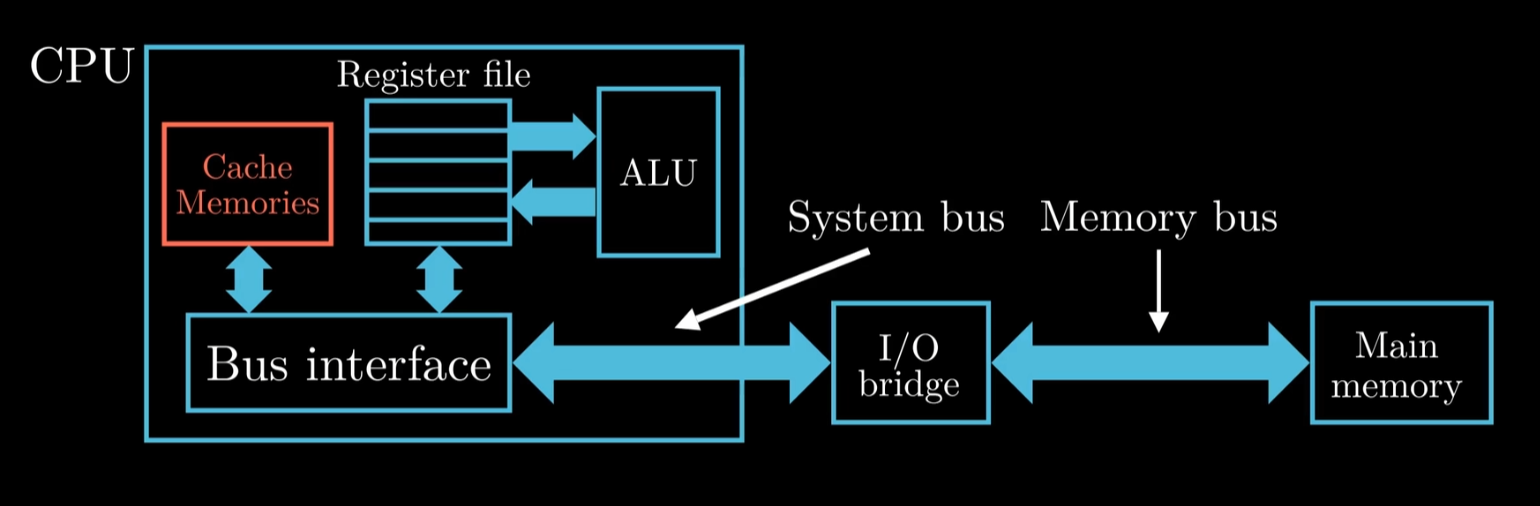 CPU
Register file
Cache
Memories
ALU
System bus
Memory bus
Bus interface
I/O
bridge
Main
memory